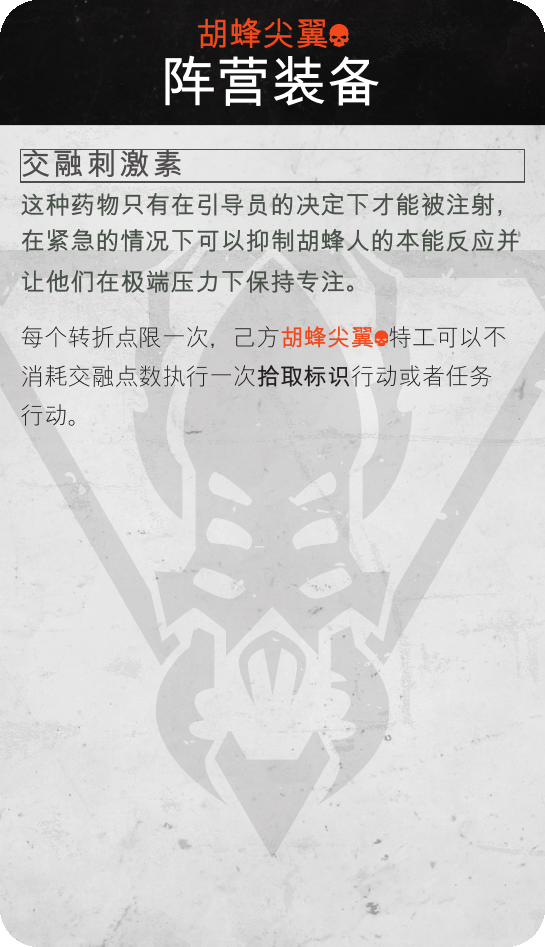 胡蜂尖翼
阵营装备
交融刺激素
这种药物只有在引导员的决定下才能被注射，
在紧急的情况下可以抑制胡蜂人的本能反应并
让他们在极端压力下保持专注。
每个转折点限一次，己方胡蜂尖翼特工可以不
消耗交融点数执行一次拾取标识行动或者任务
行动。